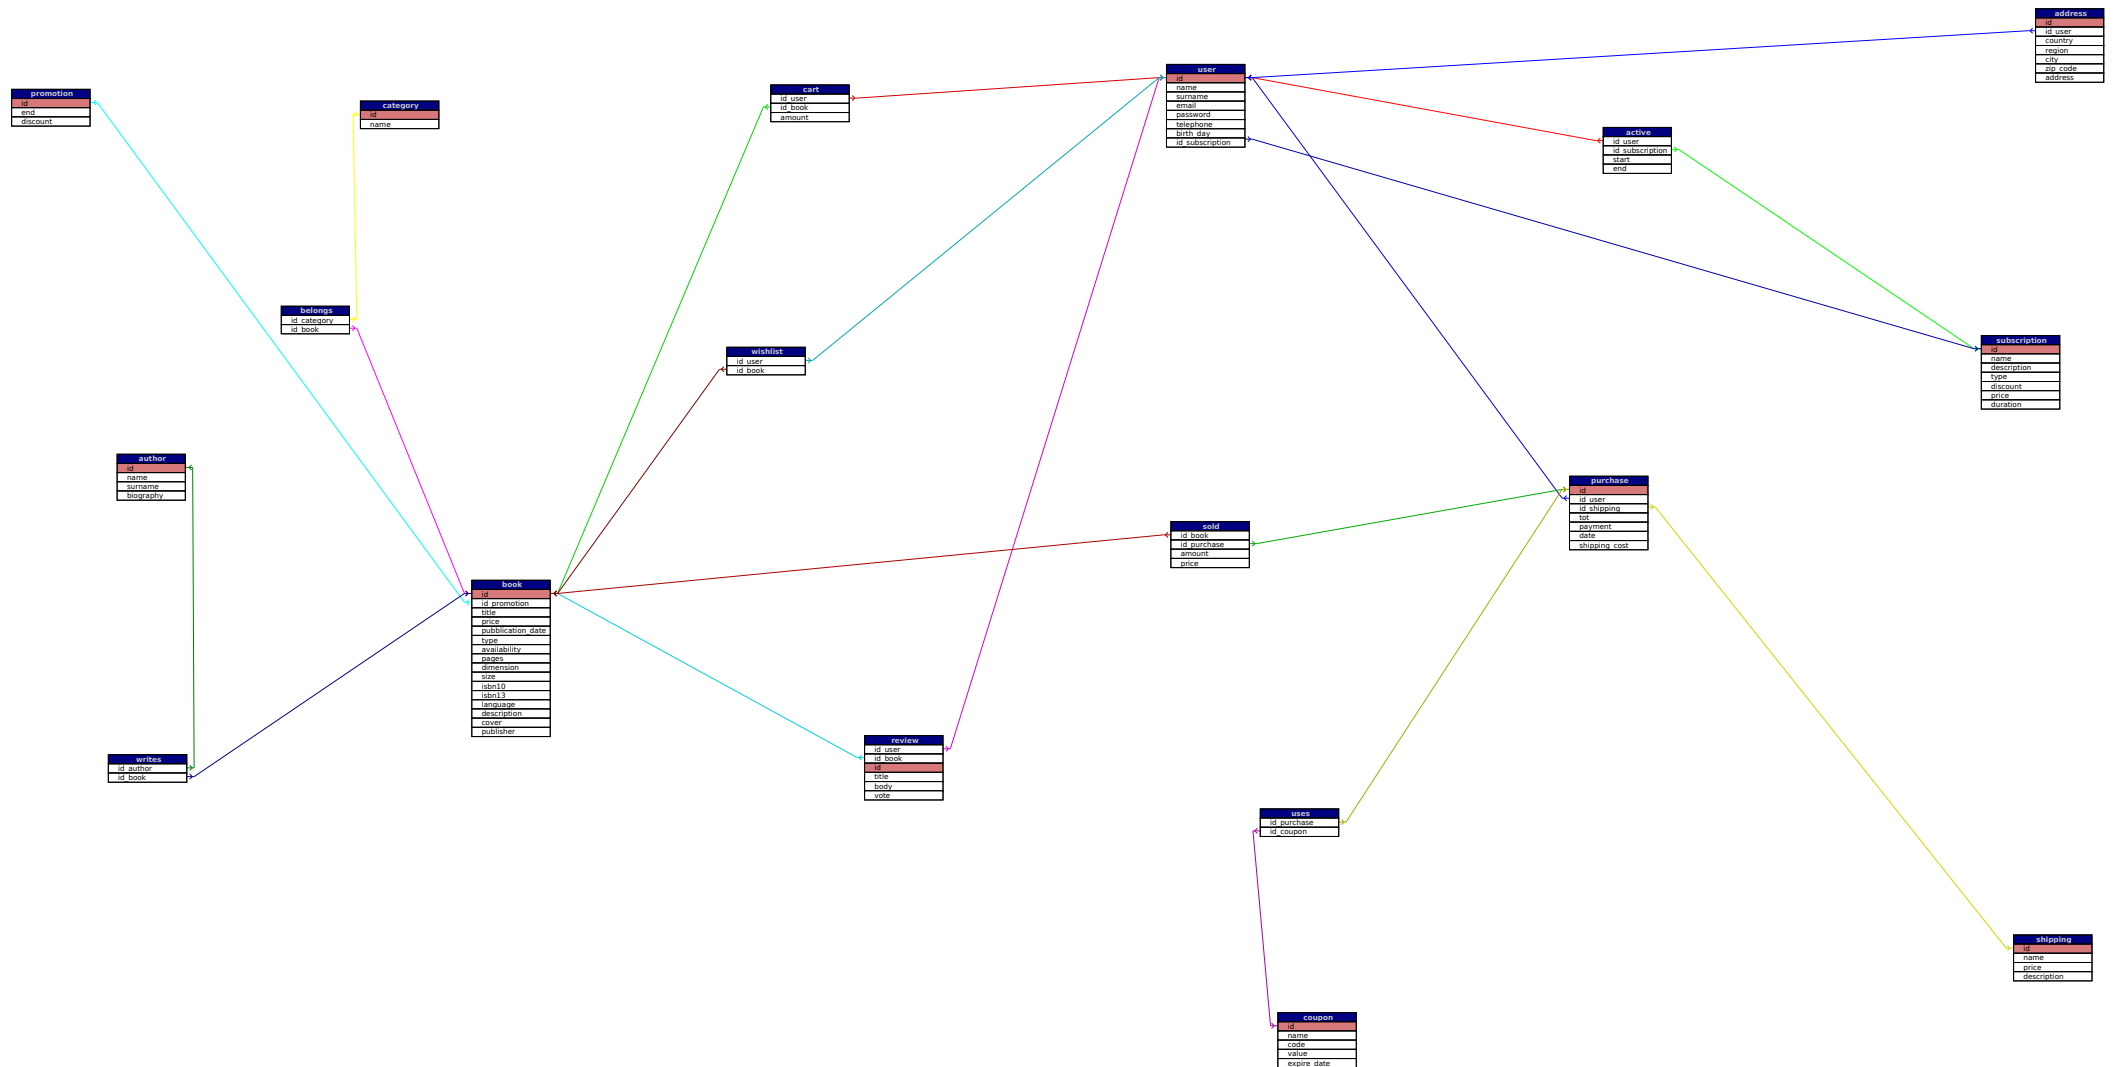 address
id
id_user
country
region
city
zip_code
address
user
id
name
surname
email
password
telephone
birth_day
id_subscription
cart
id_user
id_book
amount
promotion
id
end
discount
category
id
name
active
id_user
id_subscription
start
end
belongs
id_category
id_book
wishlist
id_user
id_book
subscription
id
name
description
type
discount
price
duration
author
id
name
surname
biography
purchase
id
id_user
id_shipping
tot
payment
date
shipping_cost
sold
id_book
id_purchase
amount
price
book
id
id_promotion
title
price
pubblication_date
type
availability
pages
dimension
size
isbn10
isbn13
language
description
cover
publisher
review
id_user
id_book
id
title
body
vote
writes
id_author
id_book
uses
id_purchase
id_coupon
shipping
id
name
price
description
coupon
id
name
code
value
expire_date